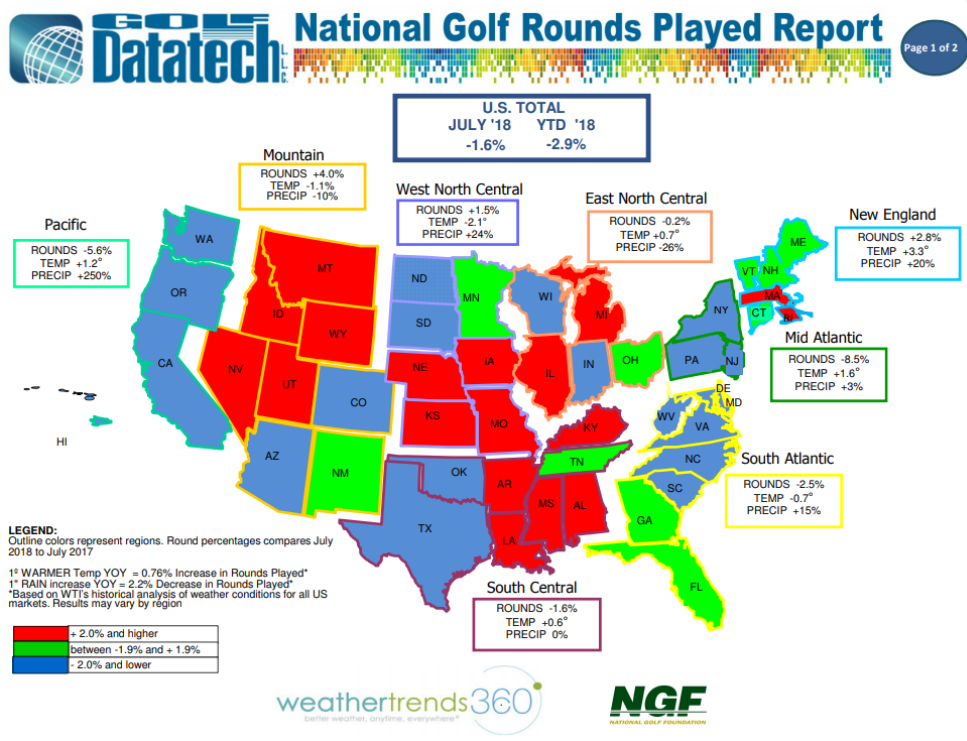 GOLF
Datatech L.L.C.
National Golf Rounds Played Report
Page 1 of 2
U.S. TOTAL
JULY '18 YTD '18
-1.6% -2.9%
Mountain
ROUNDS +4.0%
TEMP -1.1%
PRECIP -10%
West North Central
ROUNDS +1.5%
TEMP -2.1°
PRECIP +24%
East North Central
ROUNDS -0.2%
TEMP +0.7°
PRECIP -26%
New England
ROUNDS +2.8%
TEMP +3.3°
PRECIP +20%
Pacific
ROUNDS -5.6%
TEMP +1.2°
PRECIP +250%
Mid Atlantic
ROUNDS -8.5%
TEMP +1.6°
PRECIP +3%
South Atlantic
ROUNDS -2.5%
TEMP -0.7°
PRECIP +15%
South Central
ROUNDS -1.6%
TEMP +0.6°
PRECIP 0%
WA
OR
CA
HI
MT
ID
WY
NV
UT
CO
AZ
NM
ND
SD
NE
KS
MN
IA
MO
WI
MI
IL
IN
OH
OK
TX
AR
LA
KY
TN
MS
AL
ME
VT
NH
MA
CT
RI
NY
PA
NJ
DE
MD
WV
VA
NC
SC
GA
FL
LEGEND:
Outline colors represent regions. Round percentages compares July
2018 to July 2017
1º WARMER Temp YOY = 0.76% Increase in Rounds Played*
1" RAIN increase YOY = 2.2% Decrease in Rounds Played*
*Based on WTI's historical analysis of weather conditions for all US
markets. Results may vary by region
+ 2.0% and higher
between -1.9% and + 1.9%
- 2.0% and lower
weathertrends360°
better weather. anytime. everywhere®
NGF
NATIONAL GOLF FOUNDATION